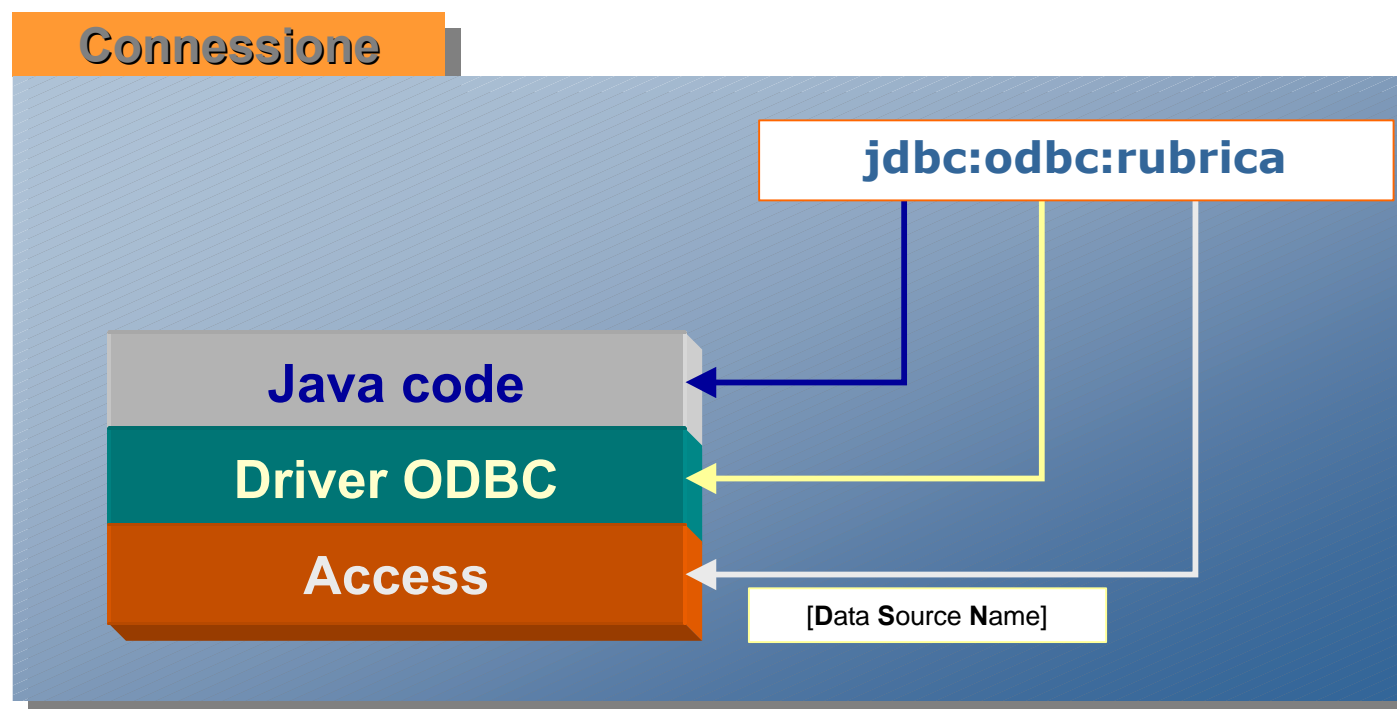 Connessione
jdbc:odbc:rubrica
Java code
Driver ODBC
Access
[Data Source Name]